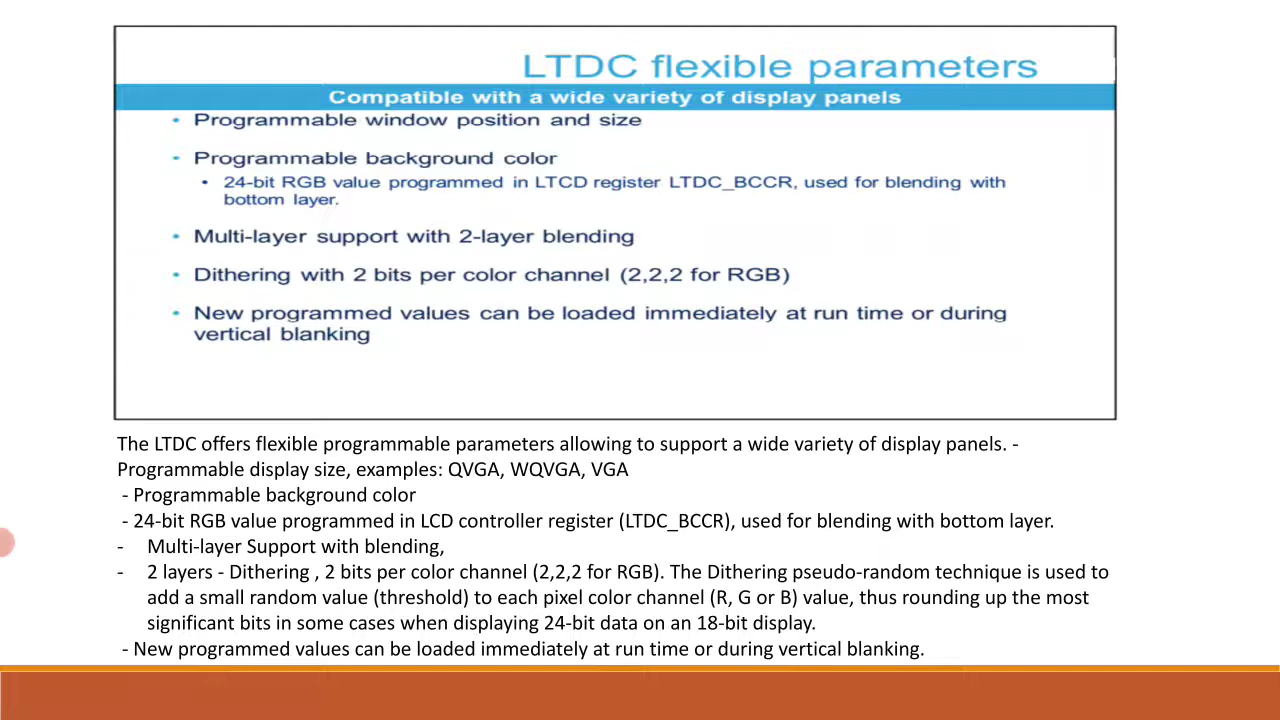 LTDC flexible parameters
Compatible with a wide variety of display panels
• Programmable window position and size
• Programmable background color
• 24-bit RGB value programmed in LTCD register LTDC_BCCR, used for blending with
bottom layer.
• Multi-layer support with 2-layer blending
• Dithering with 2 bits per color channel (2,2,2 for RGB)
• New programmed values can be loaded immediately at run time or during
vertical blanking
The LTDC offers flexible programmable parameters allowing to support a wide variety of display panels. -
Programmable display size, examples: QVGA, WQVGA, VGA
- Programmable background color
- 24-bit RGB value programmed in LCD controller register (LTDC_BCCR), used for blending with bottom layer.
- Multi-layer Support with blending,
- 2 layers - Dithering , 2 bits per color channel (2,2,2 for RGB). The Dithering pseudo-random technique is used to
add a small random value (threshold) to each pixel color channel (R, G or B) value, thus rounding up the most
significant bits in some cases when displaying 24-bit data on an 18-bit display.
- New programmed values can be loaded immediately at run time or during vertical blanking.